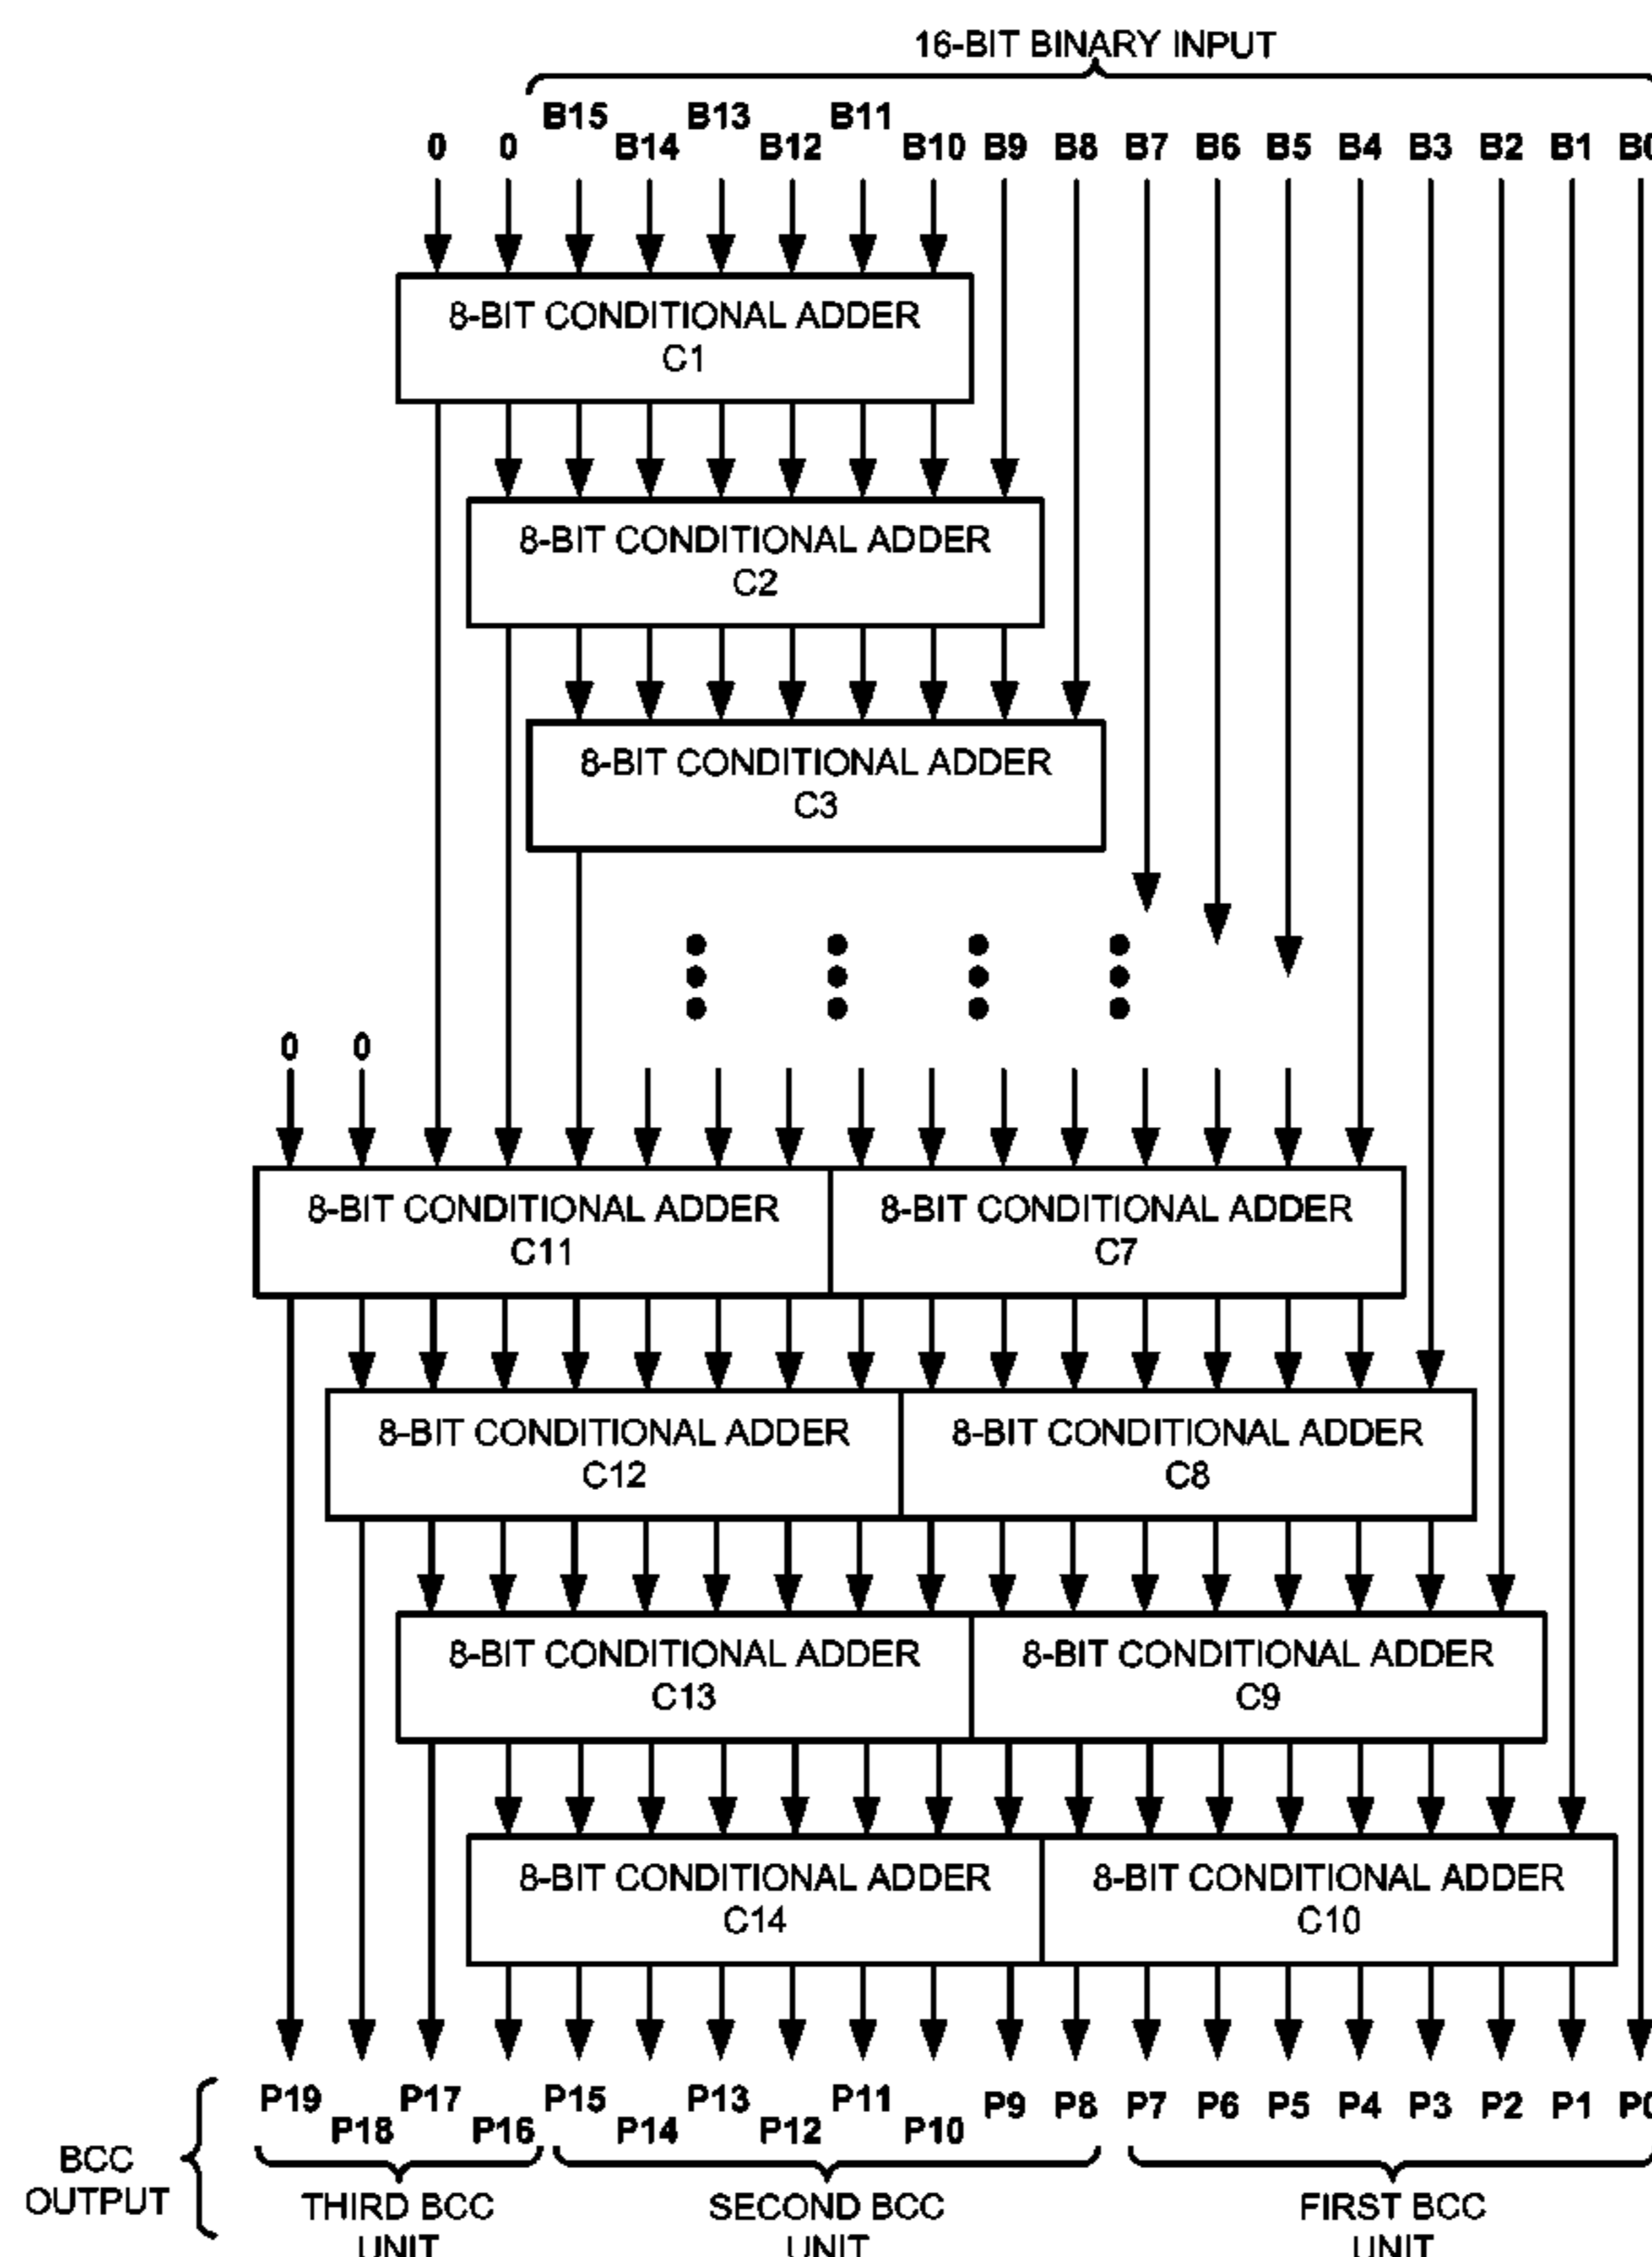 16-BIT BINARY INPUT
B15 B13 B11
0 0 B14 B12 B10 B9 B8 B7 B6 B5 B4 B3 B2 B1 B0
8-BIT CONDITIONAL ADDER
C1
8-BIT CONDITIONAL ADDER
C2
8-BIT CONDITIONAL ADDER
C3
0 0
8-BIT CONDITIONAL ADDER 8-BIT CONDITIONAL ADDER
C11 C7
8-BIT CONDITIONAL ADDER 8-BIT CONDITIONAL ADDER
C12 C8
8-BIT CONDITIONAL ADDER 8-BIT CONDITIONAL ADDER
C13 C9
8-BIT CONDITIONAL ADDER 8-BIT CONDITIONAL ADDER
C14 C10
P19 P17 P15 P13 P11 P9 P8 P7 P6 P5 P4 P3 P2 P1 P0
P18 P16 P14 P12 P10
BCC
OUTPUT
THIRD BCC SECOND BCC FIRST BCC
UNIT UNIT UNIT